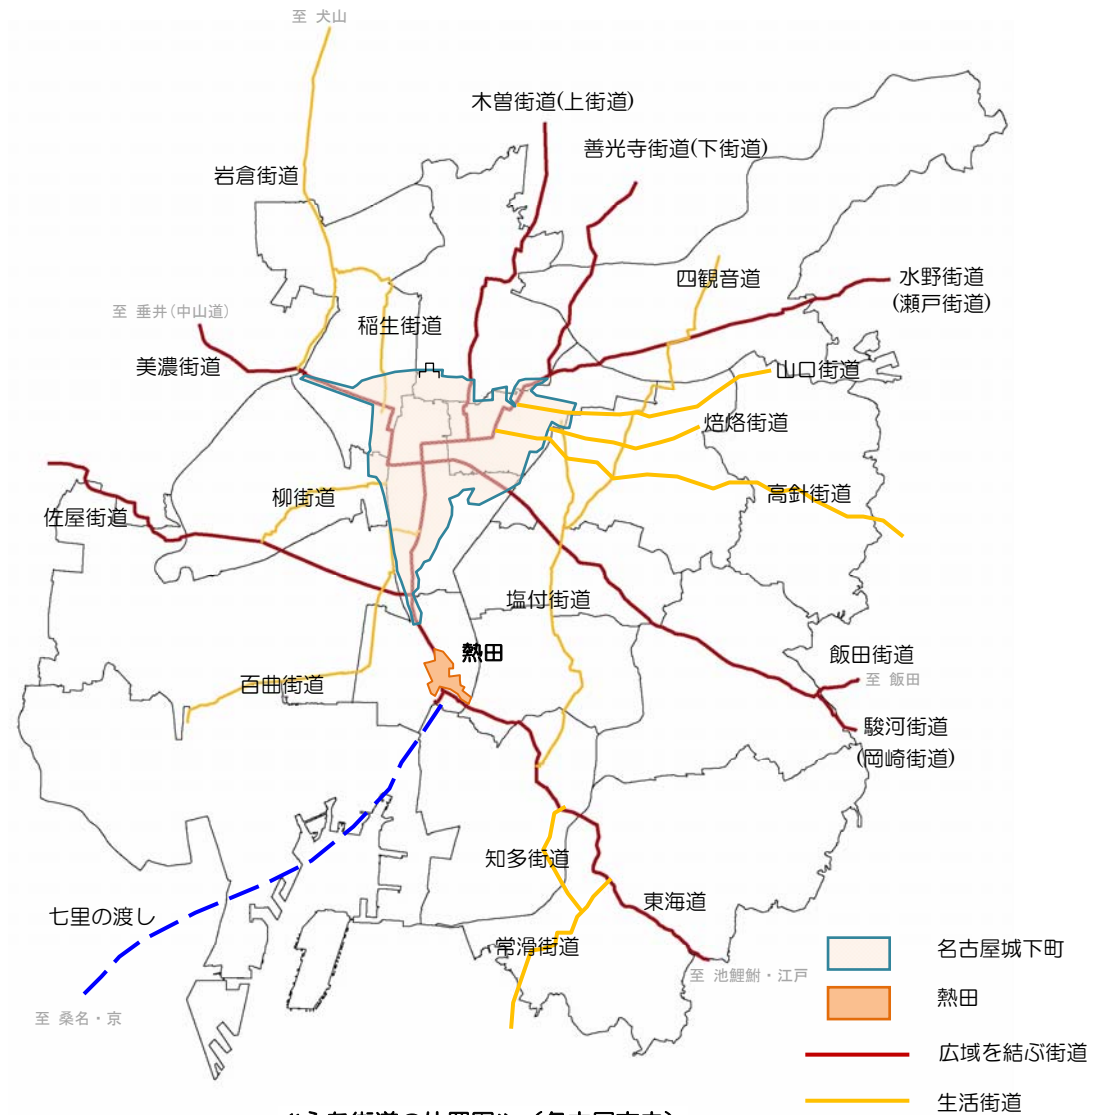 至 犬山
木曽街道(上街道)
善光寺街道(下街道)
岩倉街道
四観音道
水野街道
(瀬戸街道)
至 垂井(中山道)
稲生街道
美濃街道
山口街道
焙烙街道
柳街道
高針街道
佐屋街道
塩付街道
熱田
飯田街道
至 飯田
百曲街道
駿河街道
(岡崎街道)
知多街道
東海道
七里の渡し
常滑街道
至 池鯉鮒・江戸
至 桑名・京
名古屋城下町
熱田
広域を結ぶ街道
生活街道